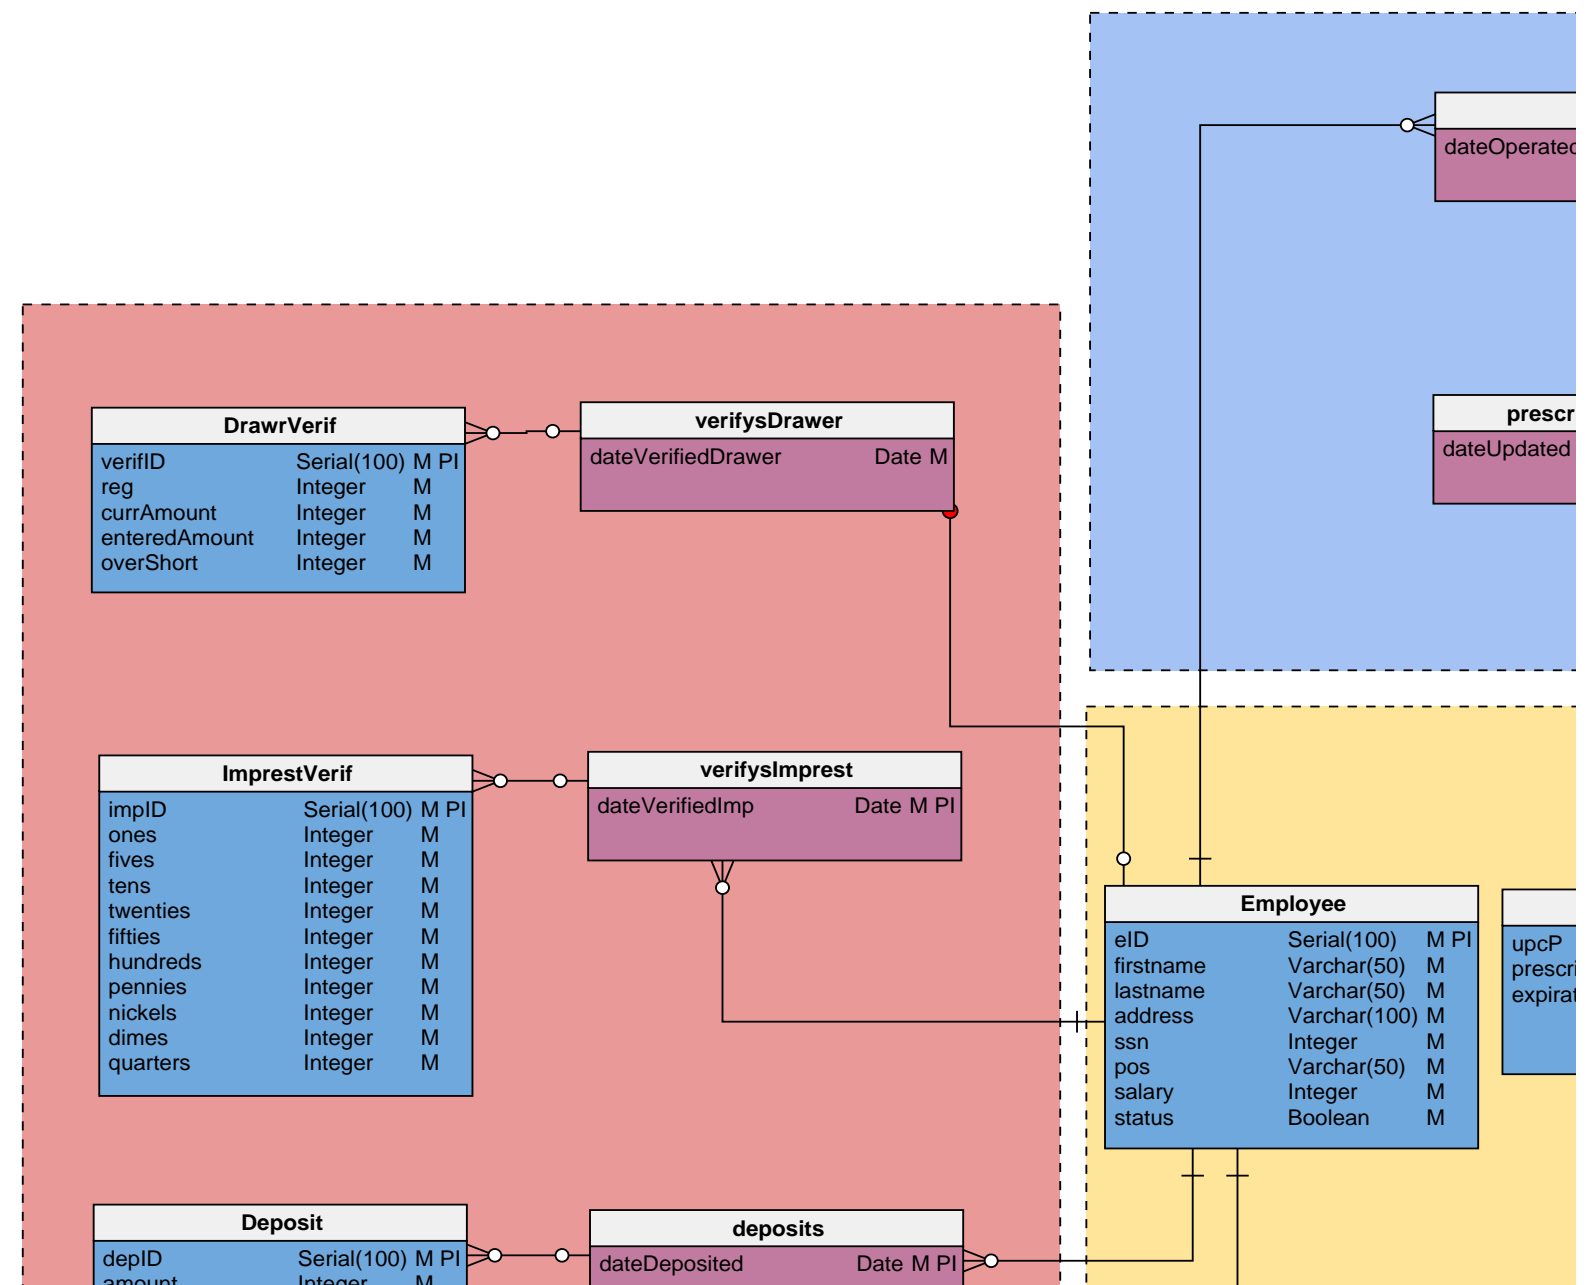 dateOperated
DrawrVerif
verifID Serial(100) M PI
reg Integer M
currAmount Integer M
enteredAmount Integer M
overShort Integer M
verifysDrawer
dateVerifiedDrawer Date M
prescr
dateUpdated
ImprestVerif
impID Serial(100) M PI
ones Integer M
fives Integer M
tens Integer M
twenties Integer M
fifties Integer M
hundreds Integer M
pennies Integer M
nickels Integer M
dimes Integer M
quarters Integer M
verifysImprest
dateVerifiedImp Date M PI
Employee
eID Serial(100) M PI
firstname Varchar(50) M
lastname Varchar(50) M
address Varchar(100) M
ssn Integer M
pos Varchar(50) M
salary Integer M
status Boolean M
upcP
prescri
expirat
Deposit
depID Serial(100) M PI
amount Integer M
deposits
dateDeposited Date M PI